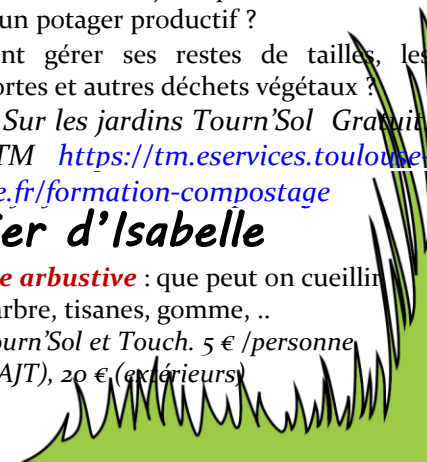 un potager productif ?
nt gérer ses restes de tailles, les
ortes et autres déchets végétaux ?
Sur les jardins Tourn’Sol Gratuit.
TM https://tm.eservices.toulouse-
e.fr/formation-compostage
er d’Isabelle
e arbustive : que peut on cueillir
arbre, tisanes, gomme, ..
ourn’Sol et Touch. 5 € /personne
AJT), 20 € (extérieurs)